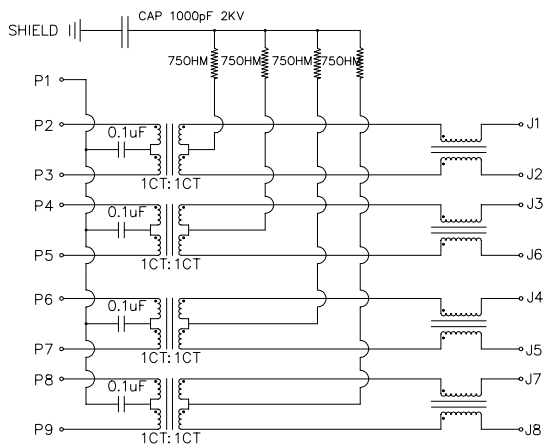 CAP 1000pF 2KV
SHIELD
75OHM 75OHM 75OHM 75OHM
P1
P2 0.1uF J1
P3 1CT:1CT J2
P4 0.1uF J3
P5 1CT:1CT J6
P6 0.1uF J4
P7 1CT:1CT J5
P8 0.1uF J7
P9 1CT:1CT J8